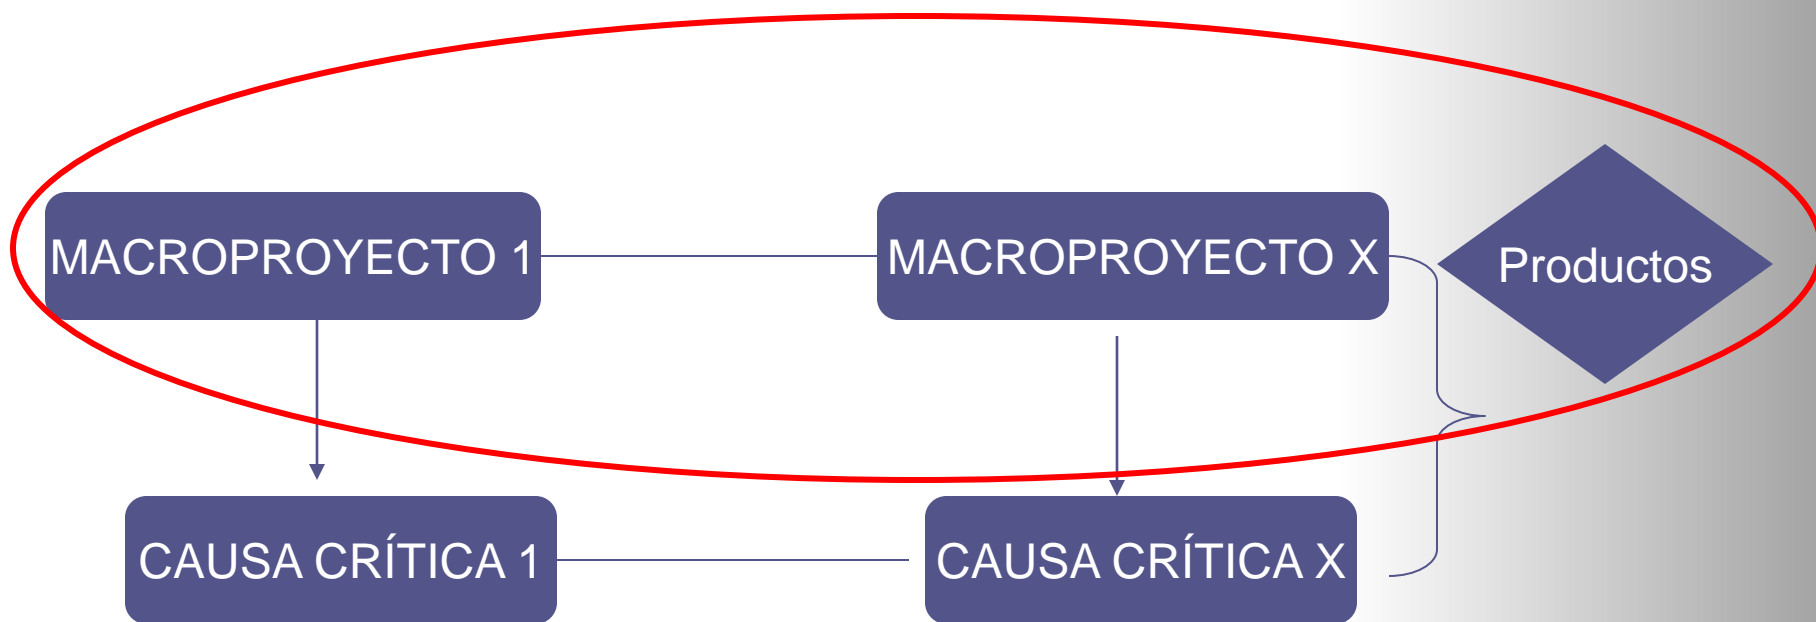 MACROPROYECTO 1
MACROPROYECTO X
Productos
CAUSA CRÍTICA 1
CAUSA CRÍTICA X